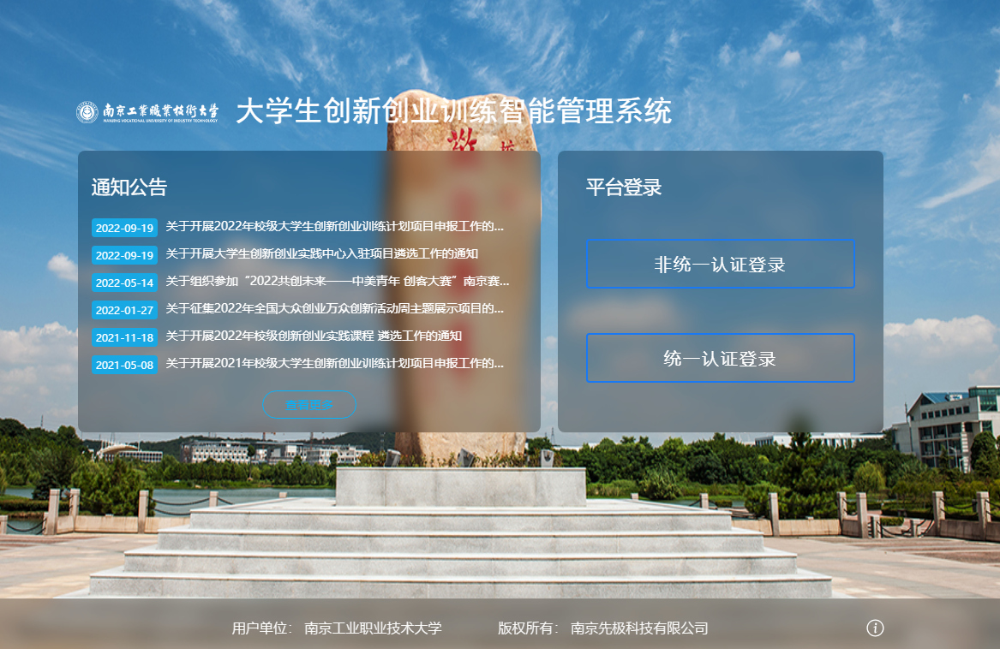 南京工業職業技術大学
NANJING VOCATIONAL UNIVERSITY OF INDUSTRY TECHNOLOGY
大学生创新创业训练智能管理系统
通知公告
2022-09-19 关于开展2022年校级大学生创新创业训练计划项目申报工作的...
2022-09-19 关于开展大学生创新创业实践中心入驻项目遴选工作的通知
2022-05-14 关于组织参加“2022共创未来——中美青年 创客大赛”南京赛...
2022-01-27 关于征集2022年全国大众创业万众创新活动周主题展示项目的...
2021-11-18 关于开展2022年校级创新创业实践课程 遴选工作的通知
2021-05-08 关于开展2021年校级大学生创新创业训练计划项目申报工作的...
查看更多
平台登录
非统一认证登录
统一认证登录
用户单位： 南京工业职业技术大学
版权所有： 南京先极科技有限公司